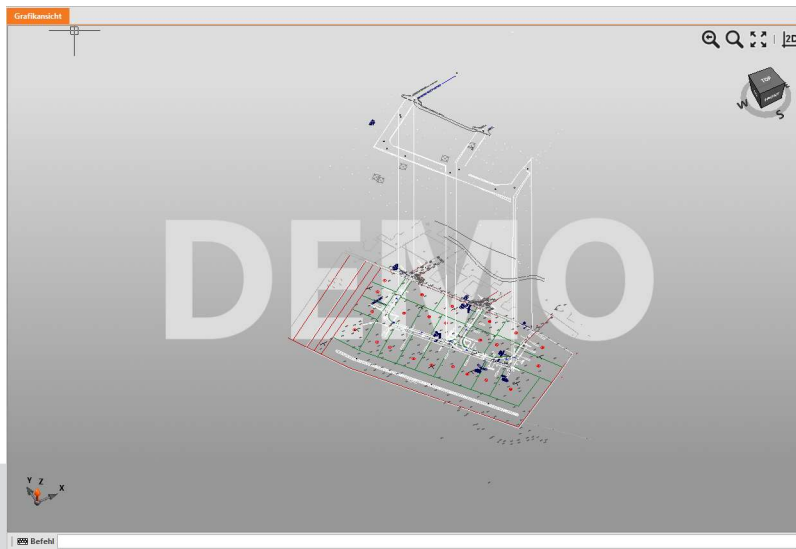 Grafikansicht
2D
TOP
FRONT
W
S
DEMO
Y Z X
Befehl